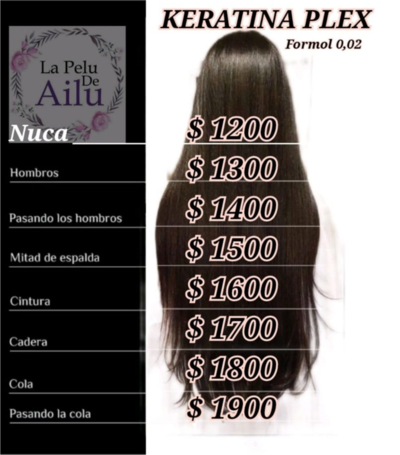 KERATINA PLEX
Formol 0,02
La Pelu
De
Ailu
Nuca $ 1200
Hombros $ 1300
Pasando los hombros $ 1400
Mitad de espalda $ 1500
Cintura $ 1600
Cadera $ 1700
Cola $ 1800
Pasando la cola $ 1900